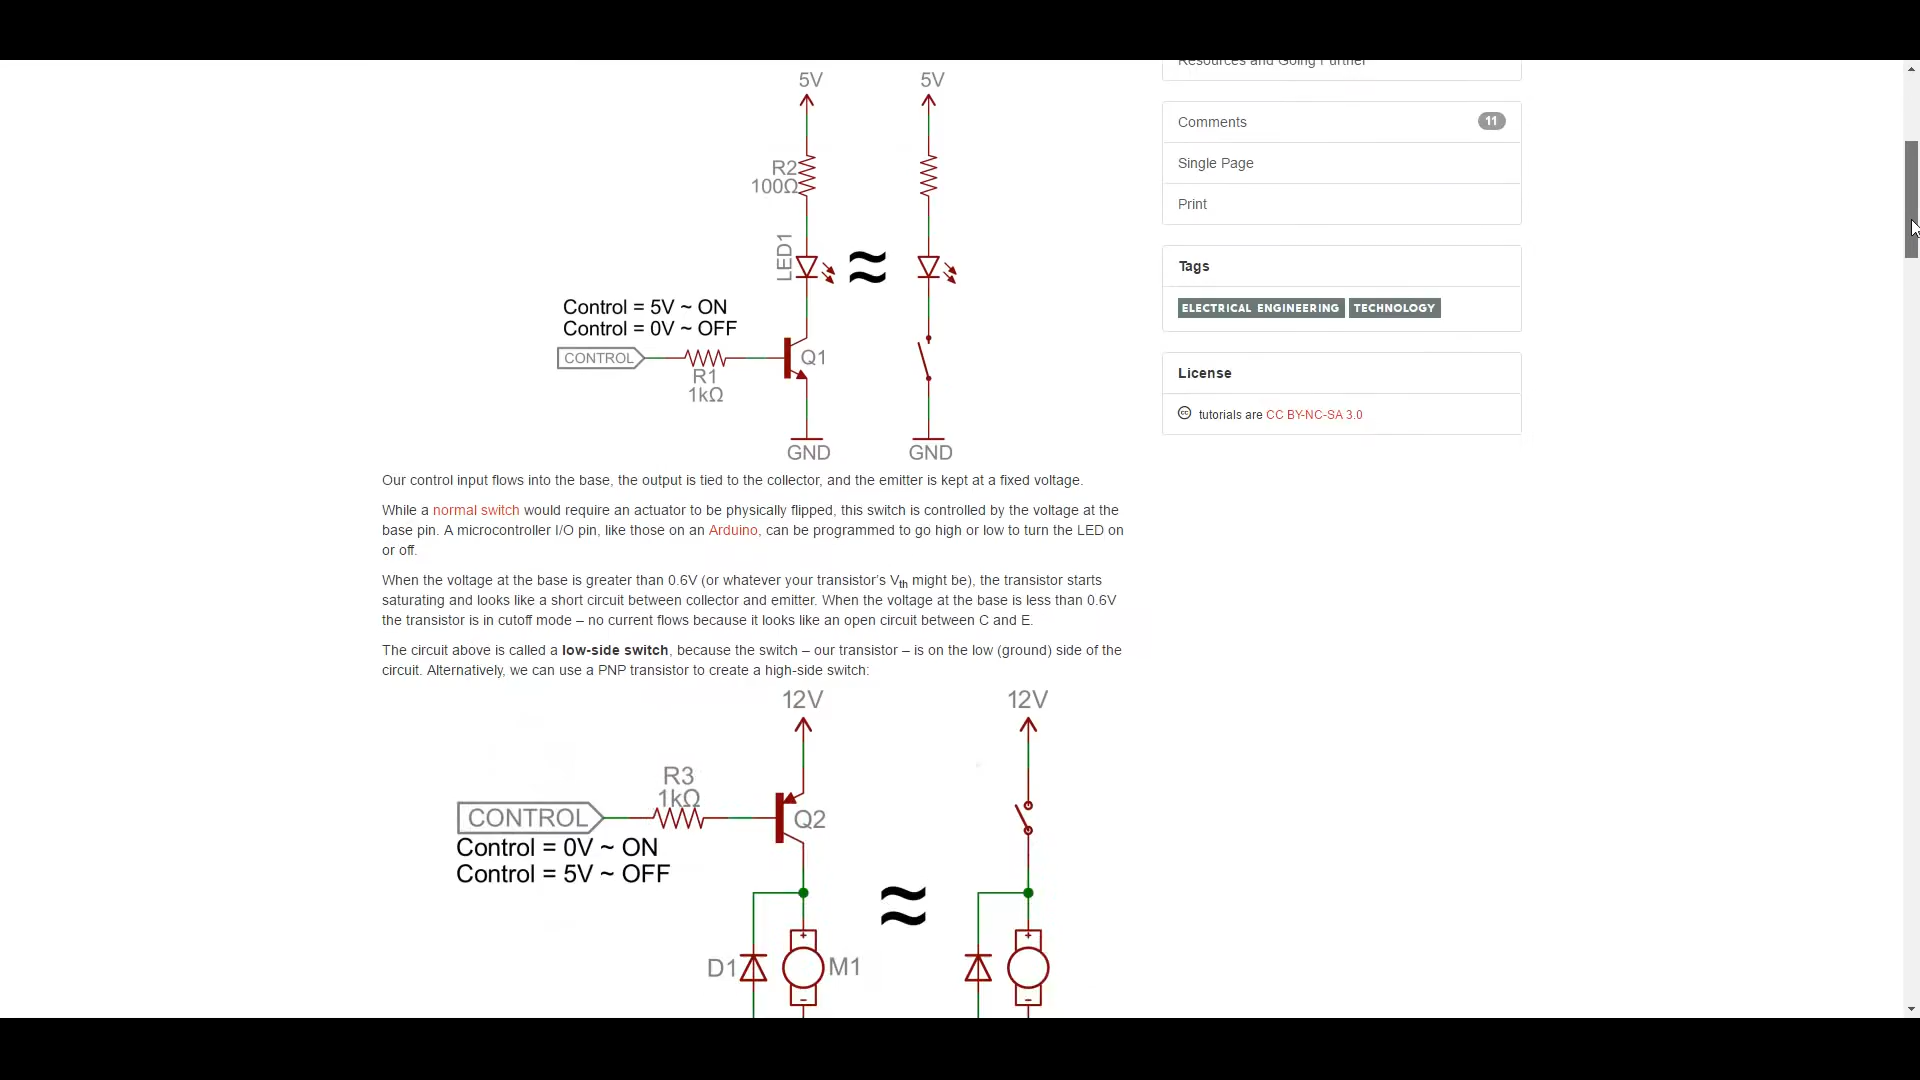 5V
5V
R2
100Ω
LED1
≈
Control = 5V ~ ON
Control = 0V ~ OFF
CONTROL
R1
1kΩ
Q1
GND
GND
Our control input flows into the base, the output is tied to the collector, and the emitter is kept at a fixed voltage.
While a normal switch would require an actuator to be physically flipped, this switch is controlled by the voltage at the
base pin. A microcontroller I/O pin, like those on an Arduino, can be programmed to go high or low to turn the LED on
or off.
When the voltage at the base is greater than 0.6V (or whatever your transistor’s Vth might be), the transistor starts
saturating and looks like a short circuit between collector and emitter. When the voltage at the base is less than 0.6V
the transistor is in cutoff mode – no current flows because it looks like an open circuit between C and E.
The circuit above is called a low-side switch, because the switch – our transistor – is on the low (ground) side of the
circuit. Alternatively, we can use a PNP transistor to create a high-side switch:
12V
12V
R3
1kΩ
CONTROL
Q2
Control = 0V ~ ON
Control = 5V ~ OFF
≈
D1
+
M1
-
+
-
Resources and Going Further
Comments 11
Single Page
Print
Tags
ELECTRICAL ENGINEERING TECHNOLOGY
License
cc tutorials are CC BY-NC-SA 3.0